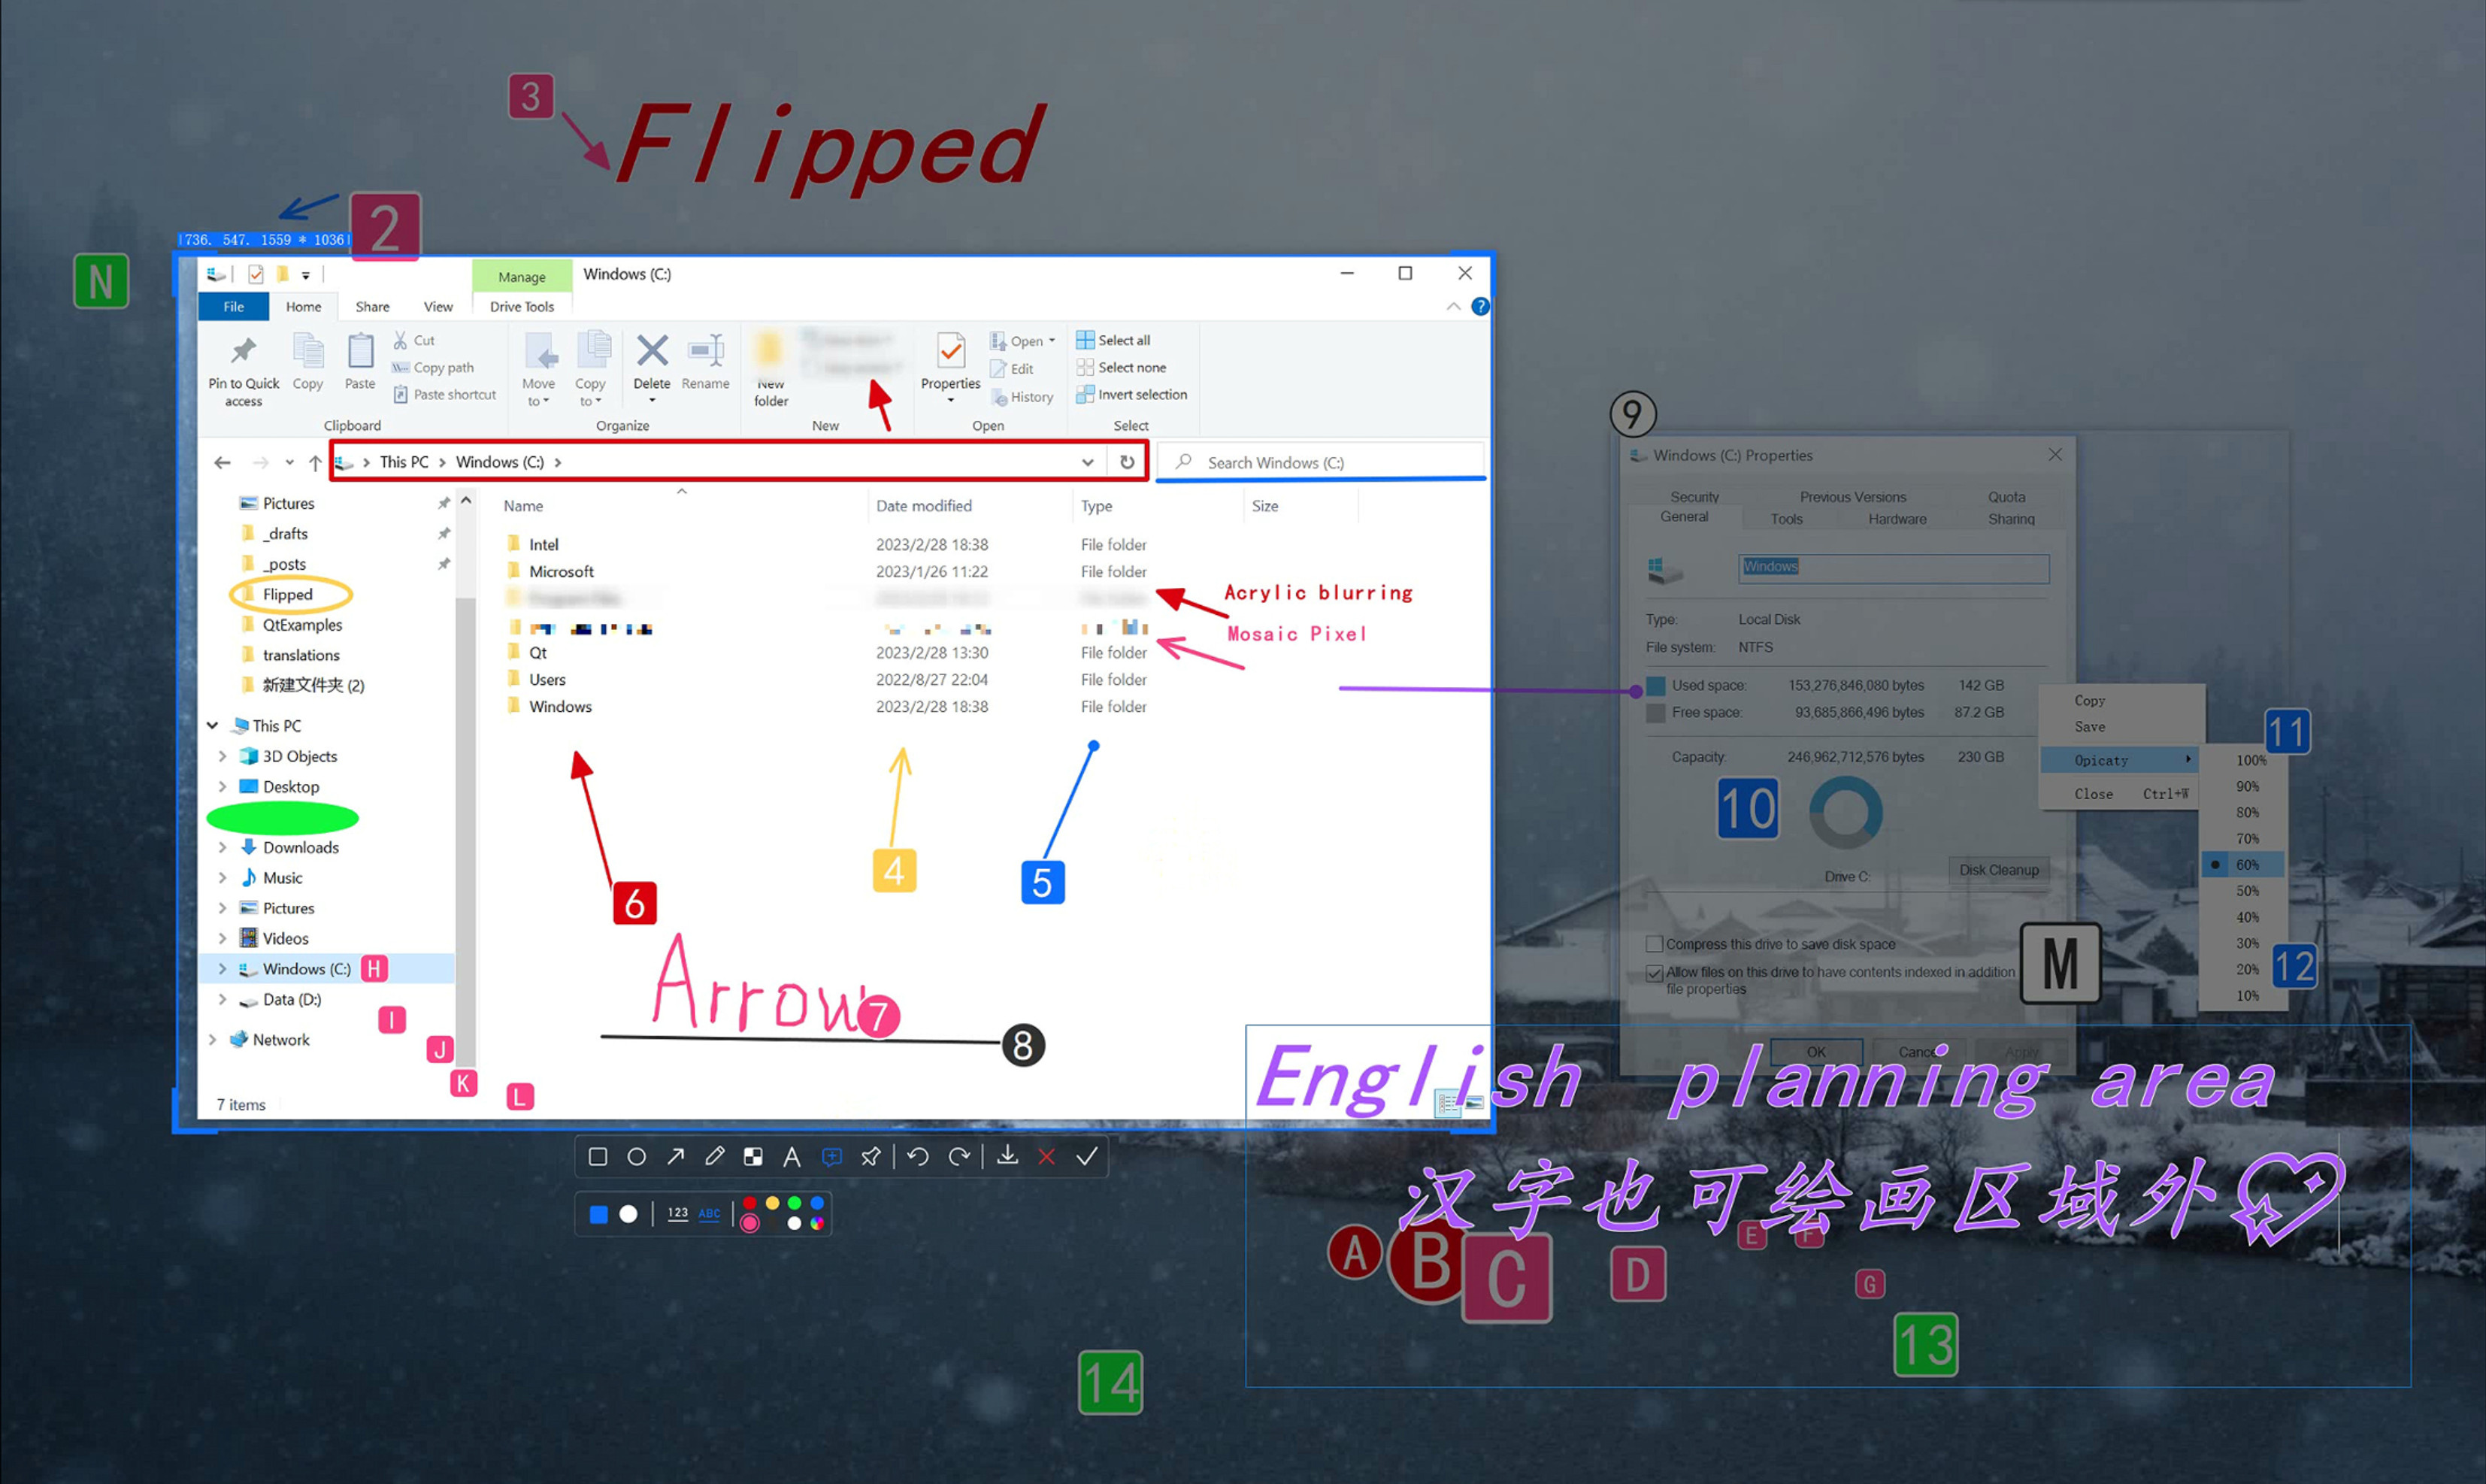 3
Flipped
2
736. 547. 1559 * 1036
N
Manage
Windows (C:)
File
Home
Share
View
Drive Tools
Pin to Quick access
Copy
Paste
Cut
Copy path
Paste shortcut
Clipboard
Move to
Copy to
Delete
Rename
Organize
New folder
New
Properties
Open
Edit
History
Open
Select all
Select none
Invert selection
Select
This PC
Windows (C:)
Search Windows (C:)
Pictures
_drafts
_posts
Flipped
QtExamples
translations
新建文件夹 (2)
This PC
3D Objects
Desktop
Downloads
Music
Pictures
Videos
Windows (C:)
H
Data (D:)
I
Network
J
K
L
7 items
Name Date modified Type Size
Intel 2023/2/28 18:38 File folder
Microsoft 2023/1/26 11:22 File folder
Acrylic blurring
Mosaic Pixel
Qt 2023/2/28 13:30 File folder
Users 2022/8/27 22:04 File folder
Windows 2023/2/28 18:38 File folder
6
4
5
Arrow
7
8
9
Windows (C:) Properties
Security Previous Versions Quota
General Tools Hardware Sharing
Windows
Type: Local Disk
File system: NTFS
Used space: 153,276,846,080 bytes 142 GB
Free space: 93,685,866,496 bytes 87.2 GB
Capacity: 246,962,712,576 bytes 230 GB
10
Drive C:
Disk Cleanup
Compress this drive to save disk space
Allow files on this drive to have contents indexed in addition
file properties
M
OK
Cancel
Apply
Copy
Save
Opicaty
Close Ctrl+W
11
100%
90%
80%
70%
60%
50%
40%
30%
20%
10%
12
English planning area
汉字也可绘画区域外
A
B
C
D
E
F
G
13
14
A
123
ABC